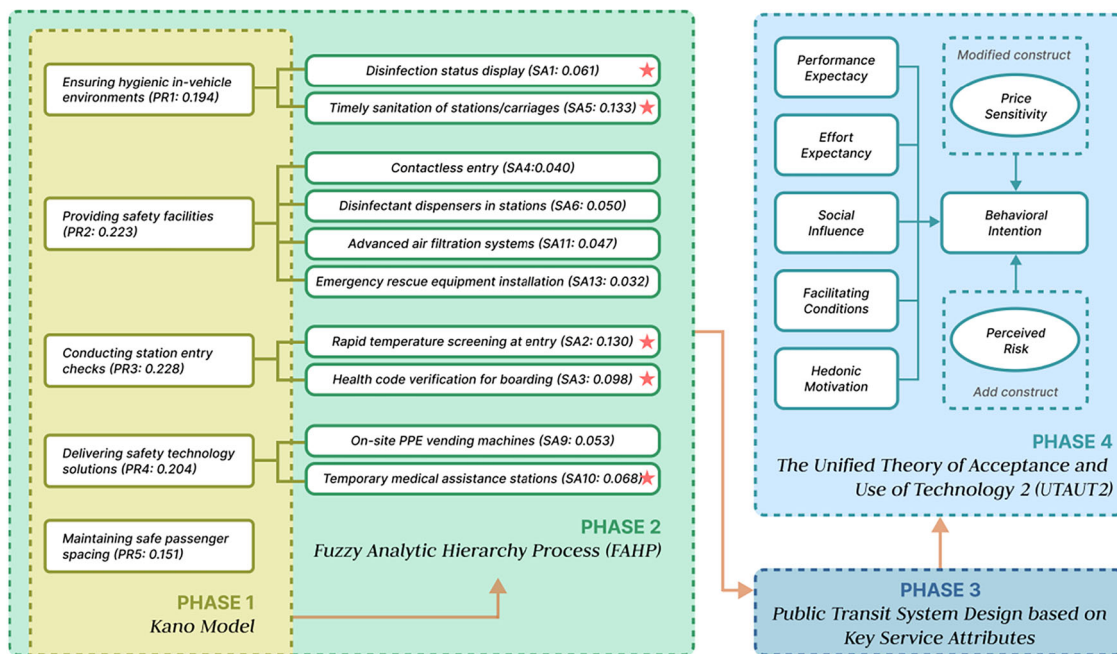 Ensuring hygienic in-vehicle
environments (PR1: 0.194)
Disinfection status display (SA1: 0.061)
Timely sanitation of stations/carriages (SA5: 0.133)
Providing safety facilities
(PR2: 0.223)
Contactless entry (SA4:0.040)
Disinfectant dispensers in stations (SA6: 0.050)
Advanced air filtration systems (SA11: 0.047)
Emergency rescue equipment installation (SA13: 0.032)
Conducting station entry
checks (PR3: 0.228)
Rapid temperature screening at entry (SA2: 0.130)
Health code verification for boarding (SA3: 0.098)
Delivering safety technology
solutions (PR4: 0.204)
On-site PPE vending machines (SA9: 0.053)
Temporary medical assistance stations (SA10: 0.068)
Maintaining safe passenger
spacing (PR5: 0.151)
PHASE 1
Kano Model
PHASE 2
Fuzzy Analytic Hierarchy Process (FAHP)
Performance
Expectacy
Effort
Expectancy
Social
Influence
Facilitating
Conditions
Hedonic
Motivation
Modified construct
Price
Sensitivity
Behavioral
Intention
Perceived
Risk
Add construct
PHASE 4
The Unified Theory of Acceptance and
Use of Technology 2 (UTAUT2)
PHASE 3
Public Transit System Design based on
Key Service Attributes